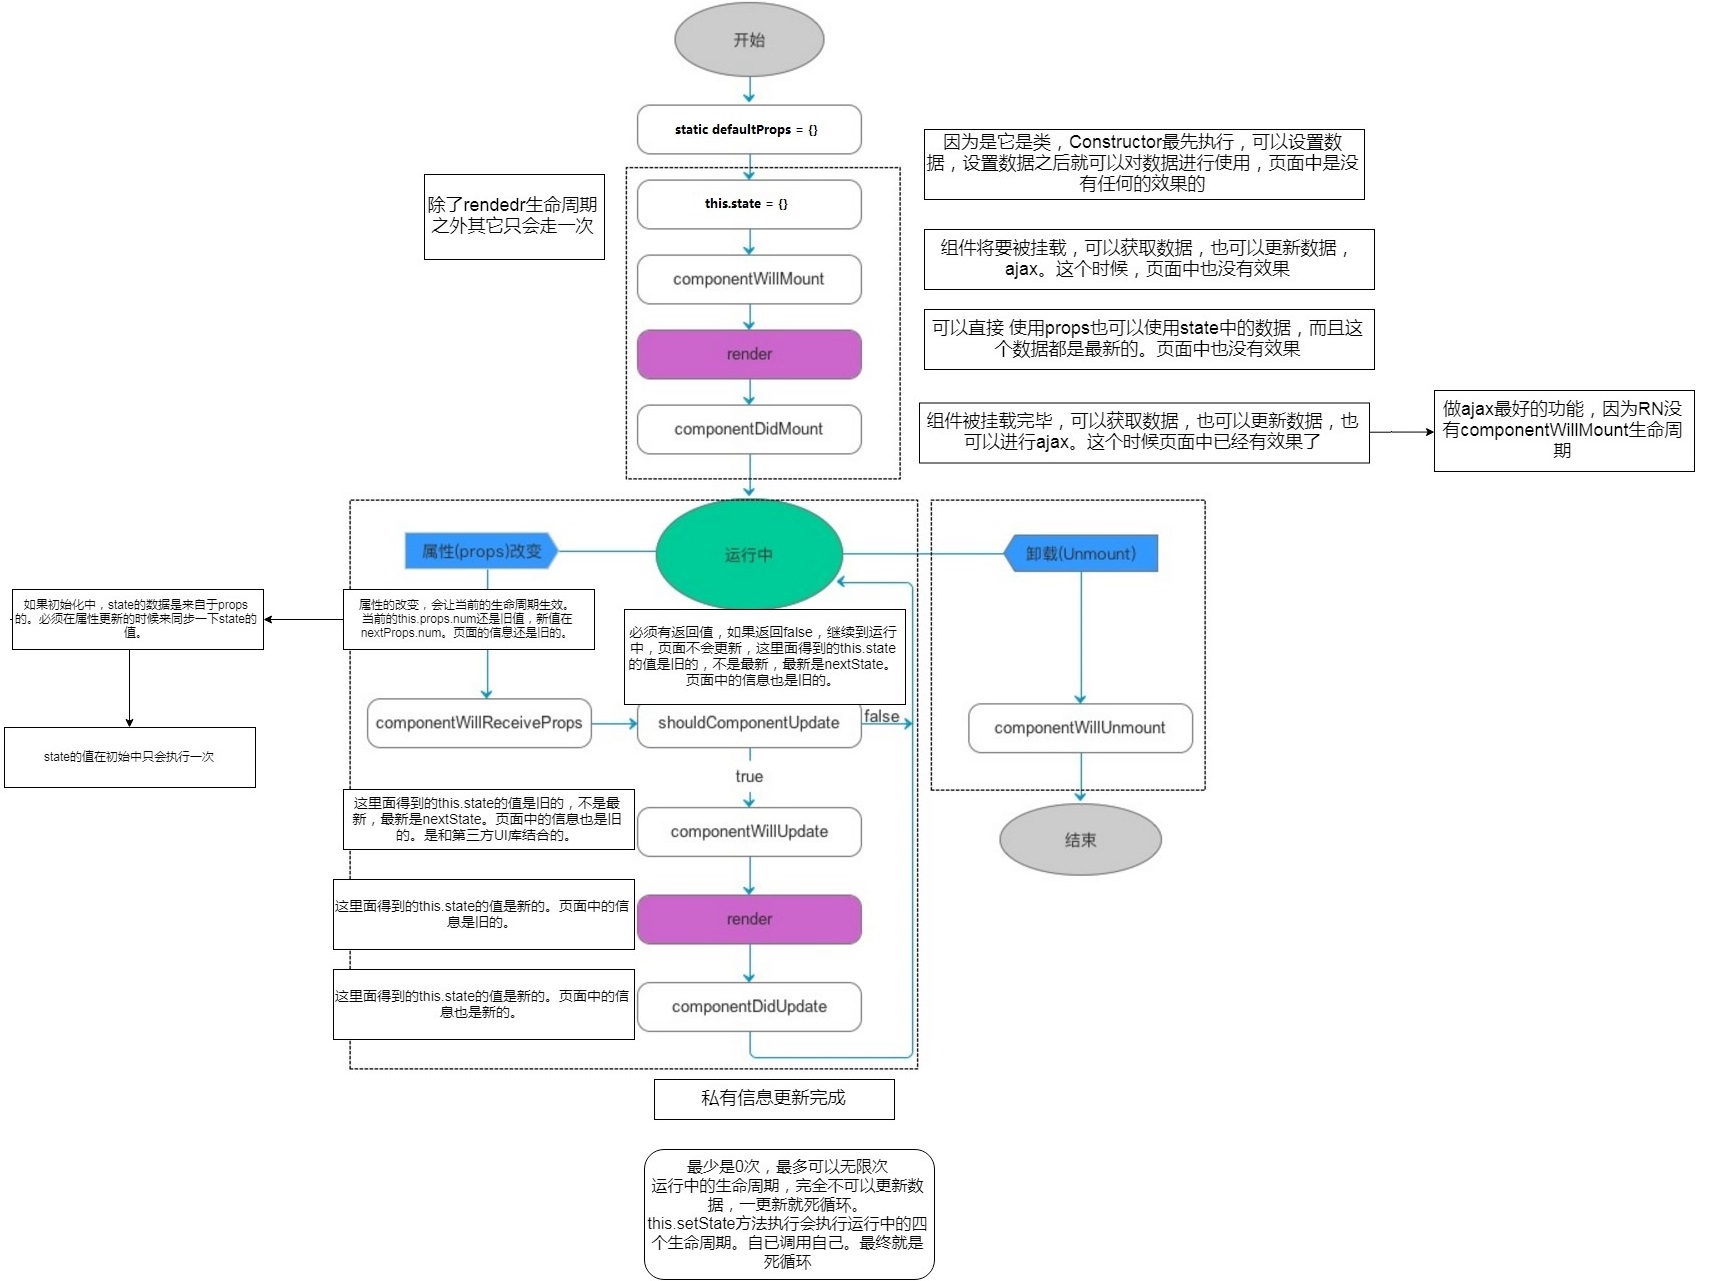 开始
static defaultProps = {}
因为是它是类，Constructor最先执行，可以设置数
据，设置数据之后就可以对数据进行使用，页面中是没
有任何的效果的
除了rendedr生命周期
之外其它只会走一次
this.state = {}
组件将要被挂载，可以获取数据，也可以更新数据，
ajax。这个时候，页面中也没有效果
componentWillMount
可以直接 使用props也可以使用state中的数据，而且这
个数据都是最新的。页面中也没有效果
render
组件被挂载完毕，可以获取数据，也可以更新数据，也
可以进行ajax。这个时候页面中已经有效果了
做ajax最好的功能，因为RN没
有componentWillMount生命周
期
componentDidMount
属性(props)改变
运行中
卸载(Unmount)
如果初始化中，state的数据是来自于props
的。必须在属性更新的时候来同步一下state的
值。
属性的改变，会让当前的生命周期生效。
当前的this.props.num还是旧值，新值在
nextProps.num。页面的信息还是旧的。
必须有返回值，如果返回false，继续到运行
中，页面不会更新，这里面得到的this.state
的值是旧的，不是最新，最新是nextState。
页面中的信息也是旧的。
state的值在初始中只会执行一次
componentWillReceiveProps
shouldComponentUpdate
false
componentWillUnmount
true
这里面得到的this.state的值是旧的，不是最
新，最新是nextState。页面中的信息也是旧
的。是和第三方UI库结合的。
componentWillUpdate
结束
这里面得到的this.state的值是新的。页面中的信
息是旧的。
render
这里面得到的this.state的值是新的。页面中的信
息也是新的。
componentDidUpdate
私有信息更新完成
最少是0次，最多可以无限次
运行中的生命周期，完全不可以更新数
据，一更新就死循环。
this.setState方法执行会执行运行中的四
个生命周期。自已调用自己。最终就是
死循环